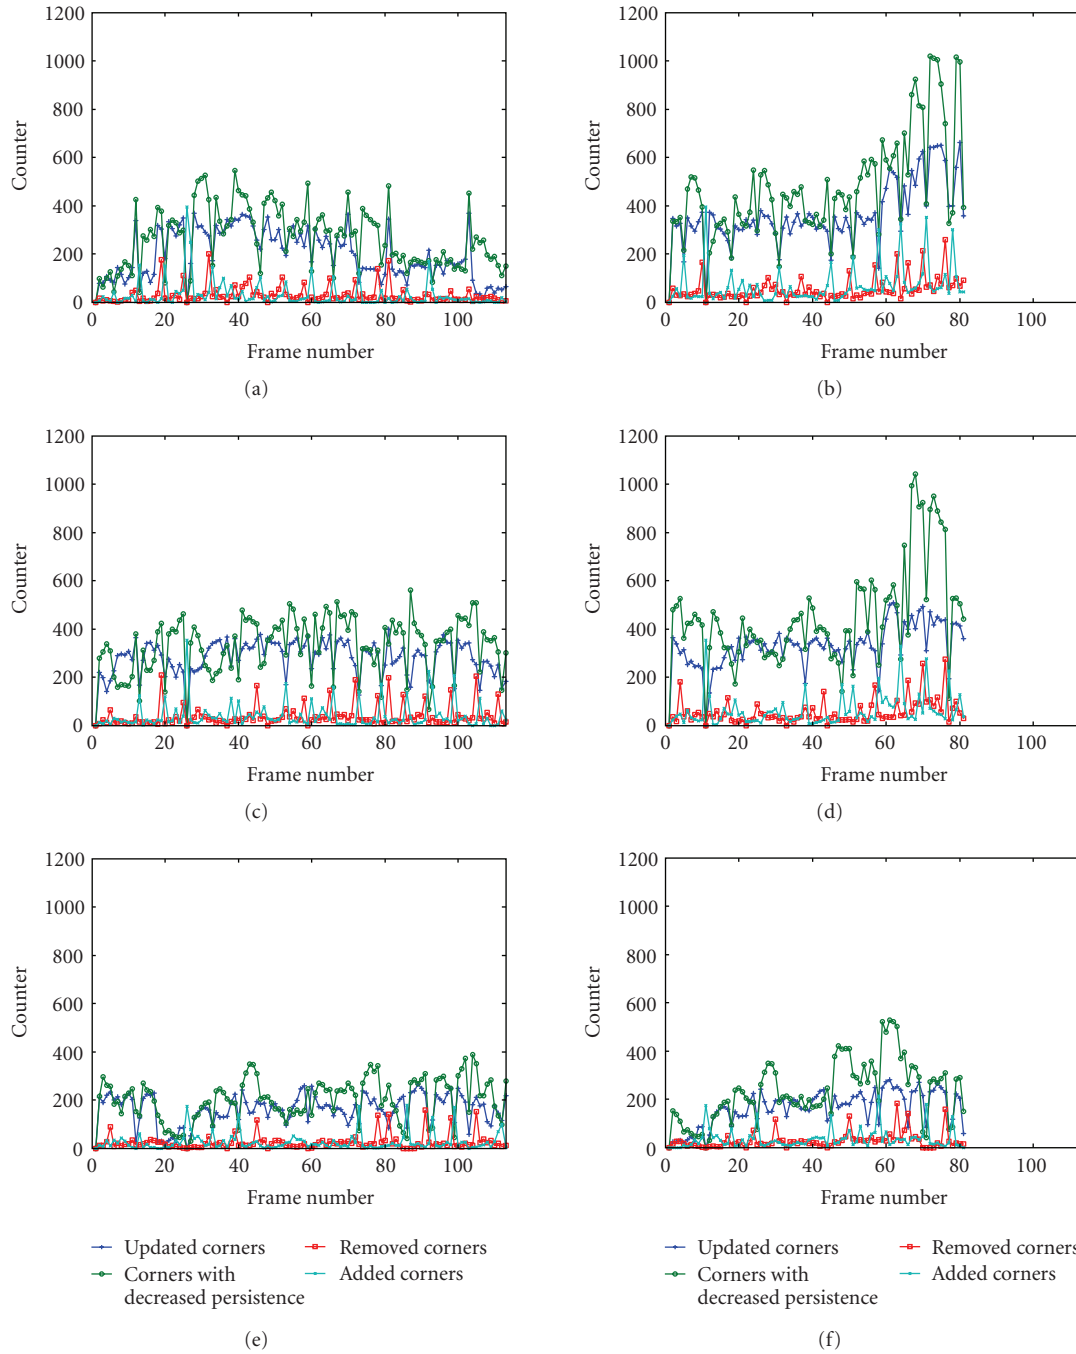 1200
1000
800
600
400
200
0
Counter
0 20 40 60 80 100
Frame number
(a)
1200
1000
800
600
400
200
0
Counter
0 20 40 60 80 100
Frame number
(b)
1200
1000
800
600
400
200
0
Counter
0 20 40 60 80 100
Frame number
(c)
1200
1000
800
600
400
200
0
Counter
0 20 40 60 80 100
Frame number
(d)
1200
1000
800
600
400
200
0
Counter
0 20 40 60 80 100
Frame number
Updated corners
Corners with
decreased persistence
Removed corners
Added corners
(e)
1200
1000
800
600
400
200
0
Counter
0 20 40 60 80 100
Frame number
Updated corners
Corners with
decreased persistence
Removed corners
Added corners
(f)